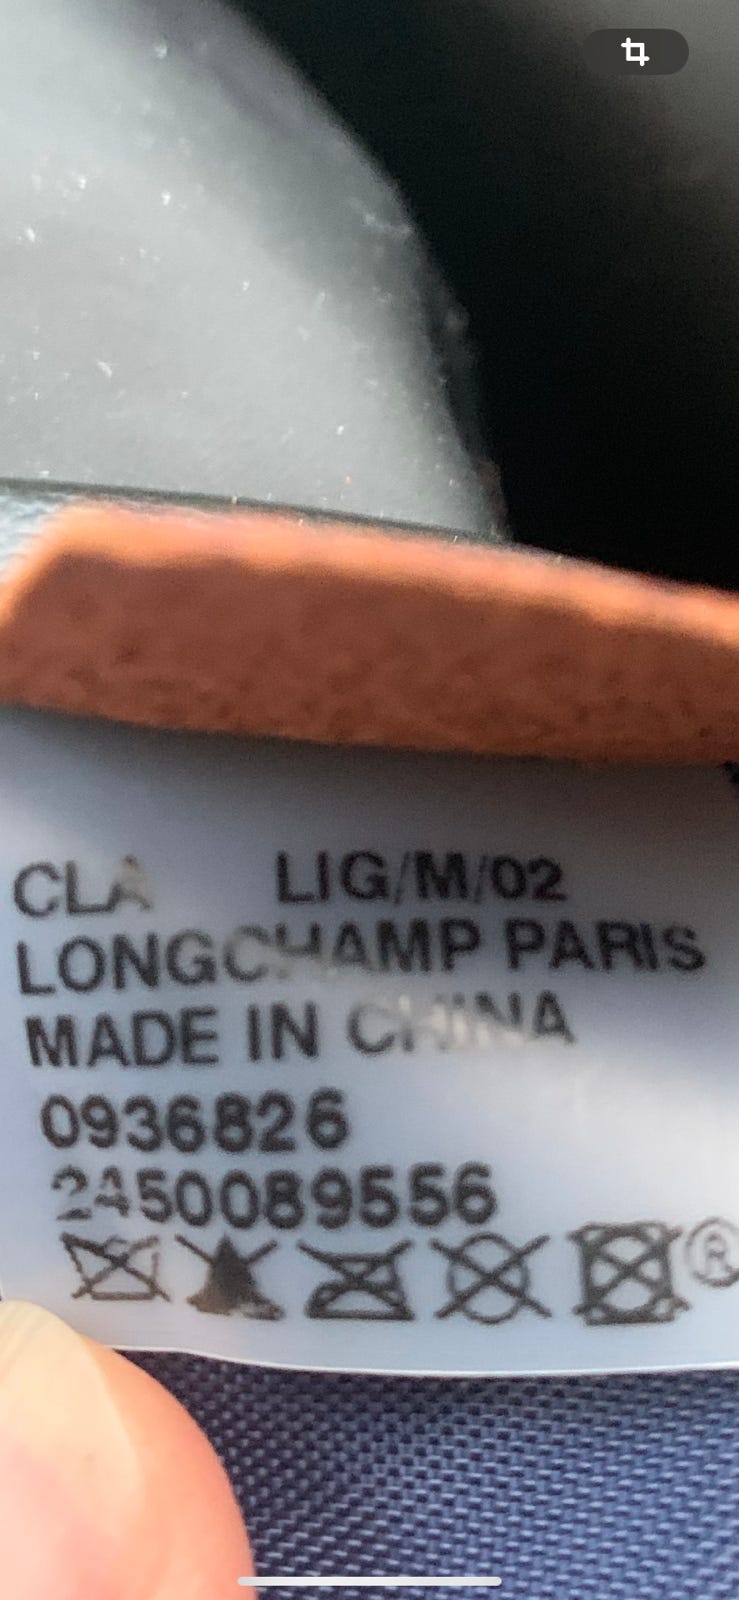 CLA LIG/M/02
LONGCHAMP PARIS
MADE IN CHINA
0936826
2450089556
®